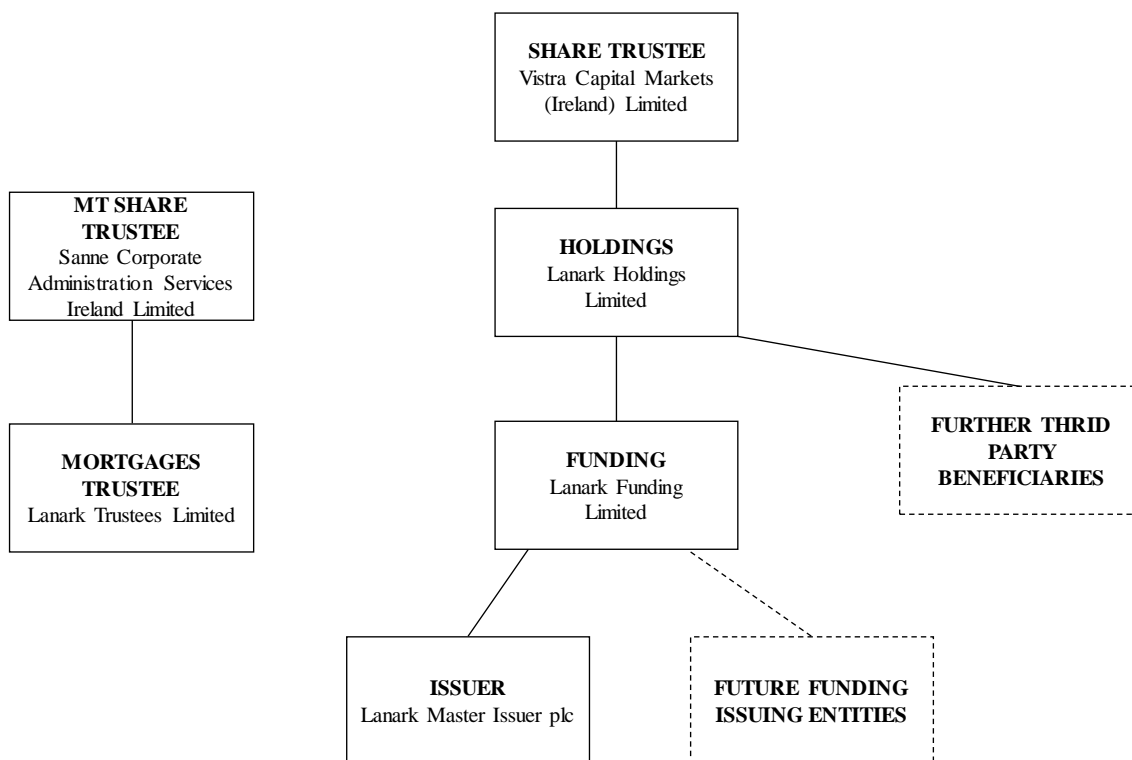 SHARE TRUSTEE
Vistra Capital Markets
(Ireland) Limited
MT SHARE
TRUSTEE
Sanne Corporate
Administration Services
Ireland Limited
HOLDINGS
Lanark Holdings
Limited
MORTGAGES
TRUSTEE
Lanark Trustees Limited
FUNDING
Lanark Funding
Limited
FURTHER THRID
PARTY
BENEFICIARIES
ISSUER
Lanark Master Issuer plc
FUTURE FUNDING
ISSUING ENTITIES